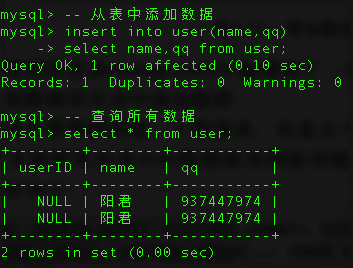 mysql> -- 从表中添加数据
mysql> insert into user(name,qq)
    -> select name,qq from user;
Query OK, 1 row affected (0.10 sec)
Records: 1  Duplicates: 0  Warnings: 0
mysql> -- 查询所有数据
mysql> select * from user;
+--------+--------+-----------+
| userID | name   | qq        |
+--------+--------+-----------+
|   NULL | 阳君   | 937447974 |
|   NULL | 阳君   | 937447974 |
+--------+--------+-----------+
2 rows in set (0.00 sec)